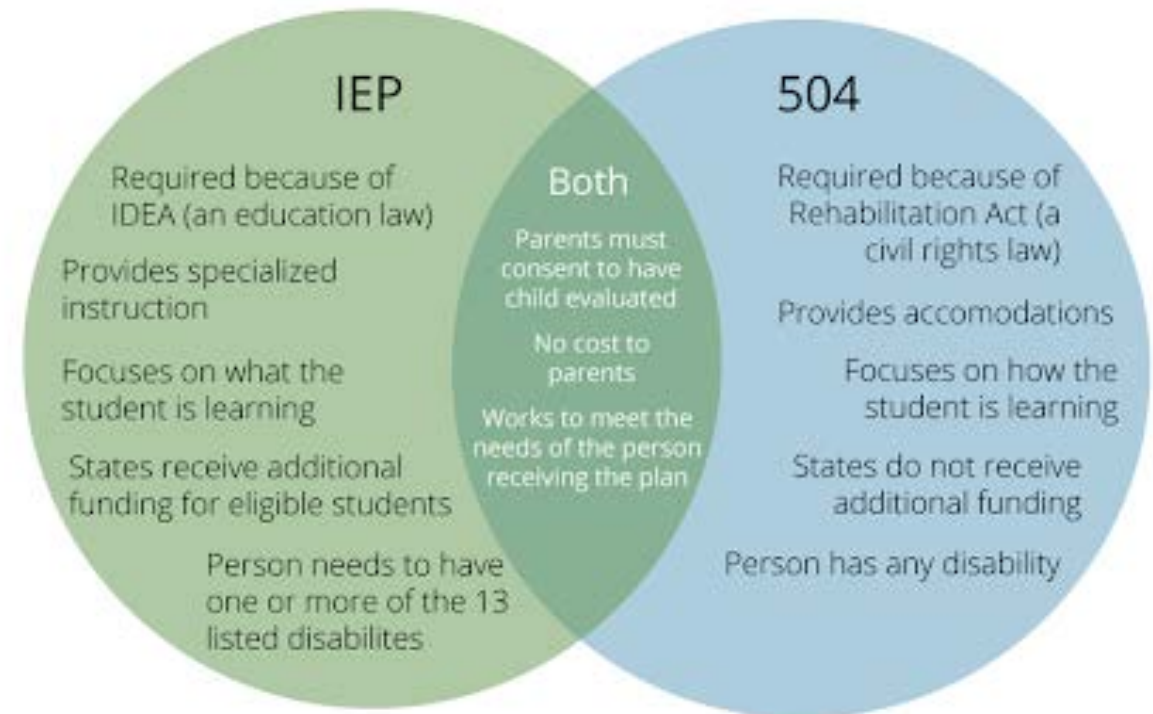 IEP
Required because of
IDEA (an education law)
Provides specialized
instruction
Focuses on what the
student is learning
States receive additional
funding for eligible students
Person needs to have
one or more of the 13
listed disabilites
Both
Parents must
consent to have
child evaluated
No cost to
parents
Works to meet the
needs of the person
receiving the plan
504
Required because of
Rehabilitation Act (a
civil rights law)
Provides accomodations
Focuses on how the
student is learning
States do not receive
additional funding
Person has any disability